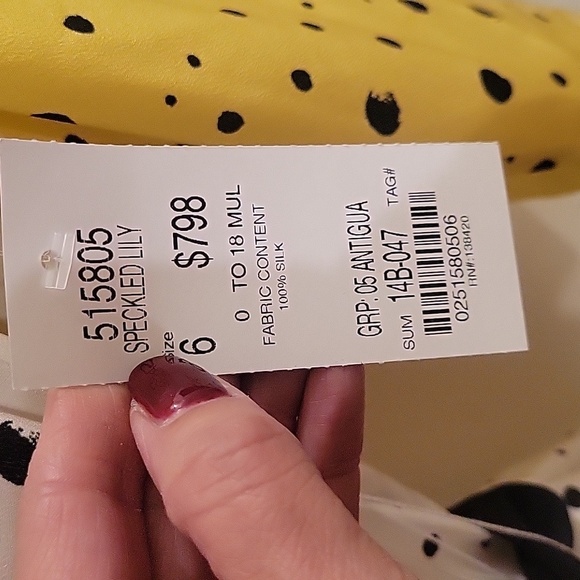 515805
SPECKLED LILY
size
6 $798
0 TO 18 MUL
FABRIC CONTENT
100% SILK
GRP: 05 ANTIGUA
SUM 14B-047 TAG#
0251580506
RN#: 138420